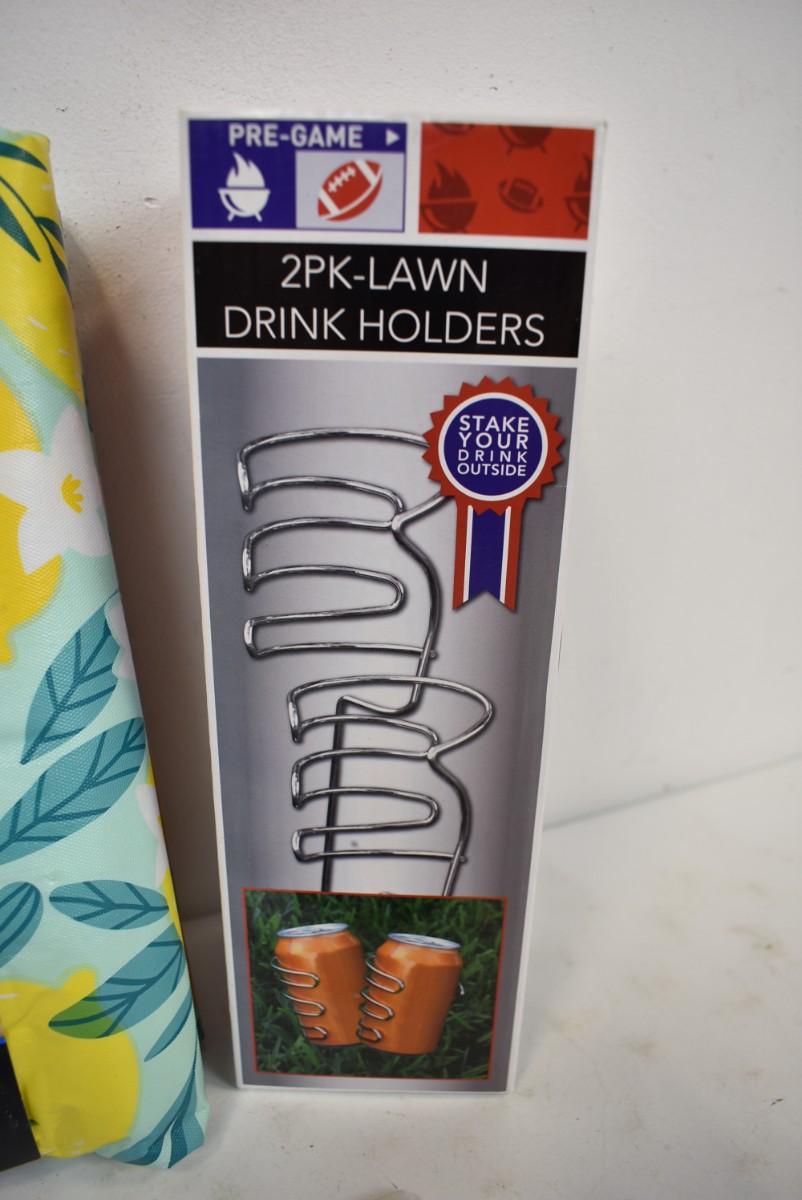 PRE-GAME
2PK-LAWN
DRINK HOLDERS
STAKE
YOUR
DRINK
OUTSIDE